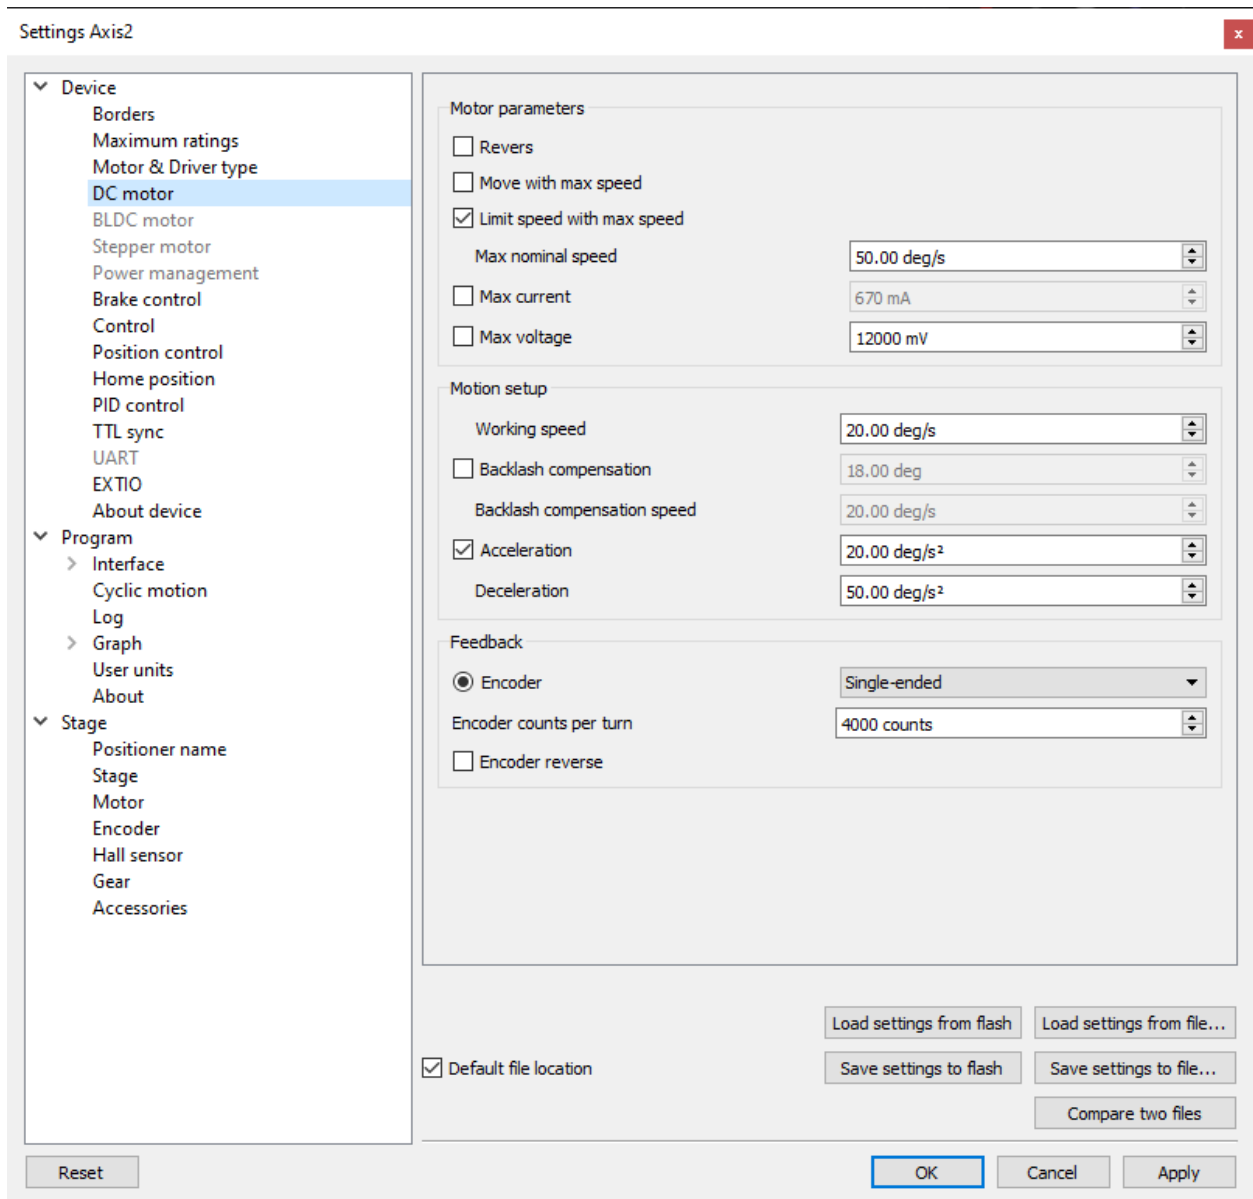 Settings Axis2
x
Device
Borders
Maximum ratings
Motor & Driver type
DC motor
BLDC motor
Stepper motor
Power management
Brake control
Control
Position control
Home position
PID control
TTL sync
UART
EXTIO
About device
Program
Interface
Cyclic motion
Log
Graph
User units
About
Stage
Positioner name
Stage
Motor
Encoder
Hall sensor
Gear
Accessories
Motor parameters
Revers
Move with max speed
Limit speed with max speed
Max nominal speed 50.00 deg/s
Max current 670 mA
Max voltage 12000 mV
Motion setup
Working speed 20.00 deg/s
Backlash compensation 18.00 deg
Backlash compensation speed 20.00 deg/s
Acceleration 20.00 deg/s²
Deceleration 50.00 deg/s²
Feedback
Encoder Single-ended
Encoder counts per turn 4000 counts
Encoder reverse
Load settings from flash Load settings from file...
Default file location Save settings to flash Save settings to file...
Compare two files
Reset OK Cancel Apply